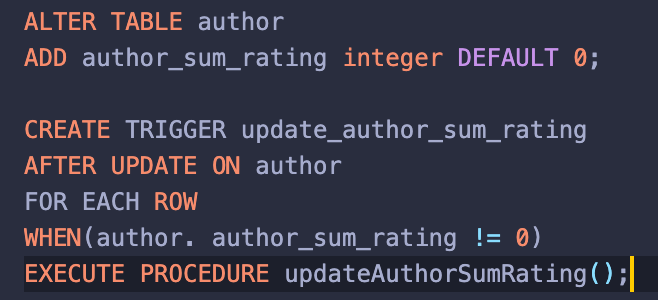 ALTER TABLE author
ADD author_sum_rating integer DEFAULT 0;
CREATE TRIGGER update_author_sum_rating
AFTER UPDATE ON author
FOR EACH ROW
WHEN(author. author_sum_rating != 0)
EXECUTE PROCEDURE updateAuthorSumRating();